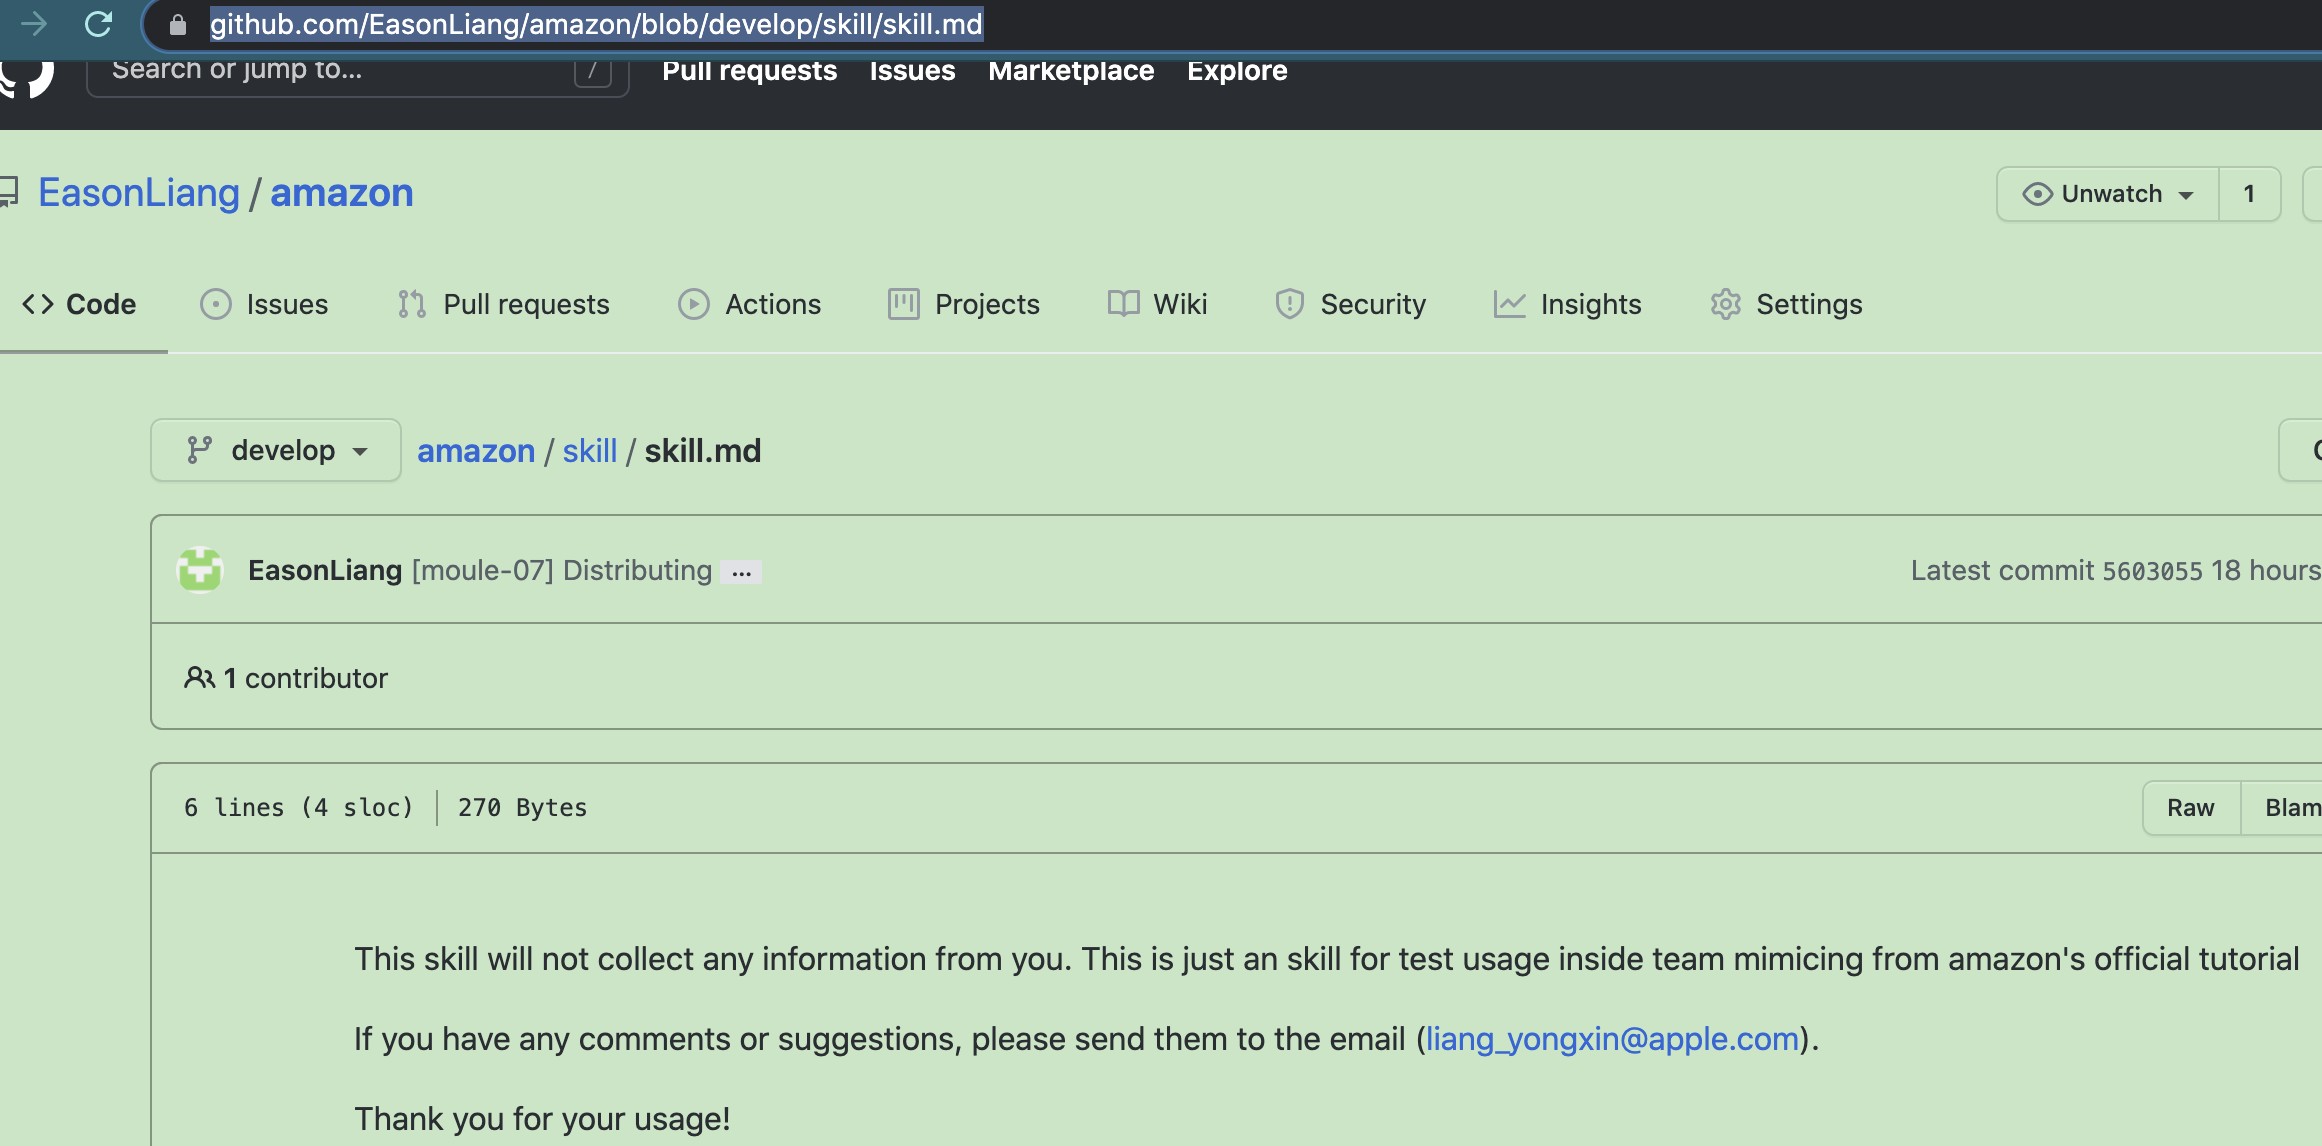 github.com/EasonLiang/amazon/blob/develop/skill/skill.md
Search or jump to... / Pull requests Issues Marketplace Explore
EasonLiang / amazon Unwatch 1
Code Issues Pull requests Actions Projects Wiki Security Insights Settings
develop amazon / skill / skill.md
EasonLiang [moule-07] Distributing ... Latest commit 5603055 18 hours
1 contributor
6 lines (4 sloc) 270 Bytes Raw Blam
This skill will not collect any information from you. This is just an skill for test usage inside team mimicing from amazon's official tutorial
If you have any comments or suggestions, please send them to the email (liang_yongxin@apple.com).
Thank you for your usage!